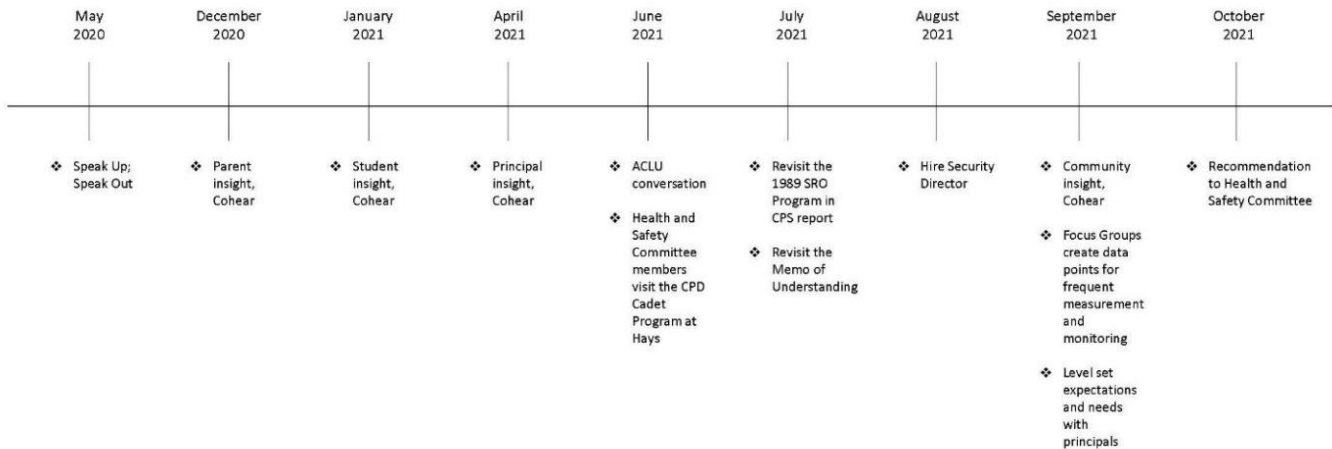 May
2020
December
2020
January
2021
April
2021
June
2021
July
2021
August
2021
September
2021
October
2021
❖ Speak Up;
Speak Out
❖ Parent
insight,
Cohear
❖ Student
insight,
Cohear
❖ Principal
insight,
Cohear
❖ ACLU
conversation
❖ Health and
Safety
Committee
members
visit the CPD
Cadet
Program at
Hays
❖ Revisit the
1989 SRO
Program in
CPS report
❖ Revisit the
Memo of
Understanding
❖ Hire Security
Director
❖ Community
insight,
Cohear
❖ Focus Groups
create data
points for
frequent
measurement
and
monitoring
❖ Level set
expectations
and needs
with
principals
❖ Recommendation
to Health and
Safety Committee